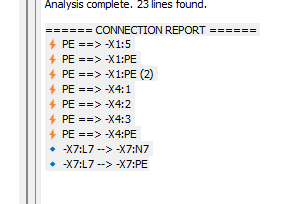 Analysis complete. 23 lines found.
====== CONNECTION REPORT ======
⚡ PE ==> -X1:5
⚡ PE ==> -X1:PE
⚡ PE ==> -X1:PE (2)
⚡ PE ==> -X4:1
⚡ PE ==> -X4:2
⚡ PE ==> -X4:3
⚡ PE ==> -X4:PE
🔹 -X7:L7 --> -X7:N7
🔹 -X7:L7 --> -X7:PE